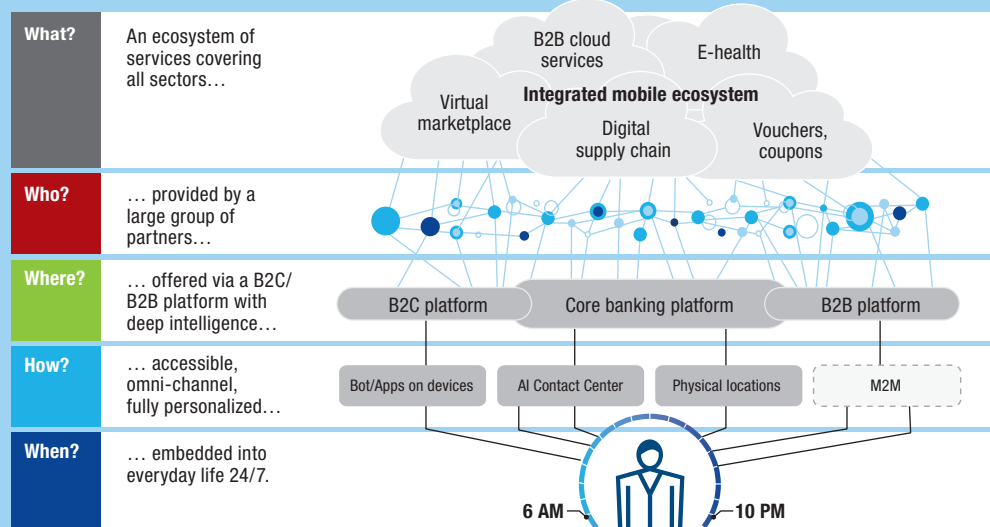 What?
An ecosystem of
services covering
all sectors…
B2B cloud
services
E-health
Integrated mobile ecosystem
Virtual
marketplace
Digital
supply chain
Vouchers,
coupons
Who?
… provided by a
large group of
partners…
Where?
… offered via a B2C/
B2B platform with
deep intelligence…
B2C platform
Core banking platform
B2B platform
How?
… accessible,
omni-channel,
fully personalized…
Bot/Apps on devices
AI Contact Center
Physical locations
M2M
When?
… embedded into
everyday life 24/7.
6 AM
10 PM